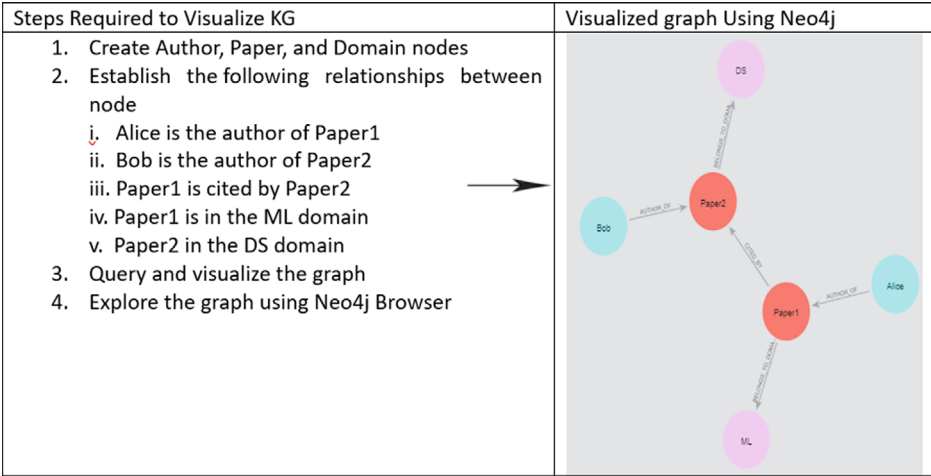 Steps Required to Visualize KG
1. Create Author, Paper, and Domain nodes
2. Establish the following relationships between
node
i. Alice is the author of Paper1
ii. Bob is the author of Paper2
iii. Paper1 is cited by Paper2
iv. Paper1 is in the ML domain
v. Paper2 in the DS domain
3. Query and visualize the graph
4. Explore the graph using Neo4j Browser
Visualized graph Using Neo4j
DS
BELONGS_TO_DOMA
Paper2
AUTHOR_OF
Bob
CITED_BY
Alice
AUTHOR_OF
Paper1
BELONGS_TO_DOMA
ML